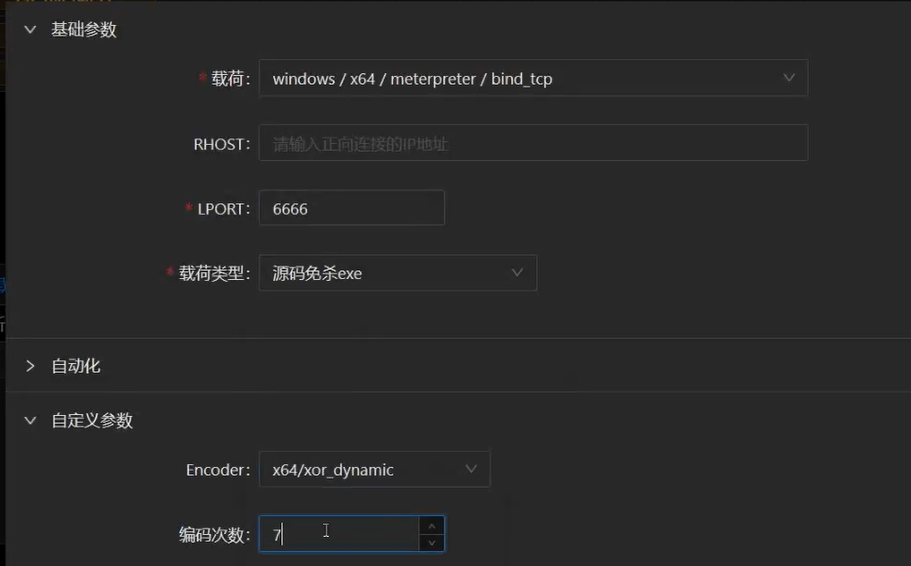 基础参数
* 载荷: windows / x64 / meterpreter / bind_tcp
RHOST: 请输入正向连接的IP地址
* LPORT: 6666
* 载荷类型: 源码免杀exe
自动化
自定义参数
Encoder: x64/xor_dynamic
编码次数: 7